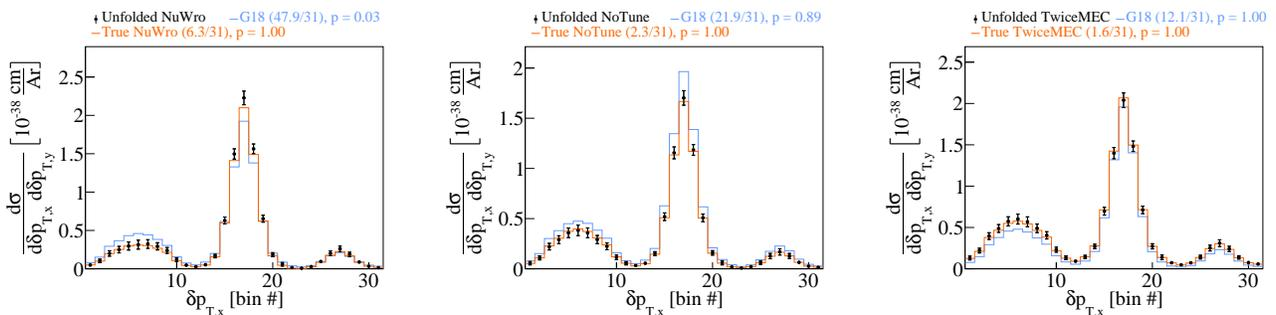 Unfolded NuWro G18 (47.9/31), p = 0.03
True NuWro (6.3/31), p = 1.00
dσ / dδp_T,x dδp_T,y [10^-38 cm/Ar]
2.5
2
1.5
1
0.5
0
10 20 30
δp_T,x [bin #]
Unfolded NoTune G18 (21.9/31), p = 0.89
True NoTune (2.3/31), p = 1.00
dσ / dδp_T,x dδp_T,y [10^-38 cm/Ar]
2
1.5
1
0.5
0
10 20 30
δp_T,x [bin #]
Unfolded TwiceMEC G18 (12.1/31), p = 1.00
True TwiceMEC (1.6/31), p = 1.00
dσ / dδp_T,x dδp_T,y [10^-38 cm/Ar]
2.5
2
1.5
1
0.5
0
10 20 30
δp_T,x [bin #]